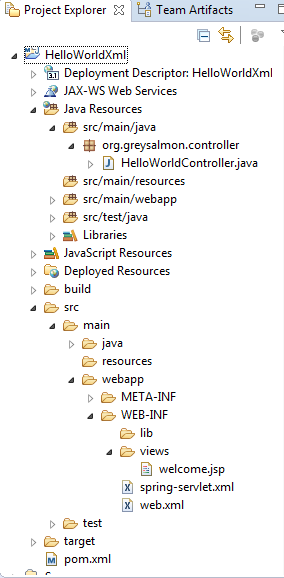 Project Explorer Team Artifacts
HelloWorldXml
3.1 Deployment Descriptor: HelloWorldXml
JAX-WS Web Services
Java Resources
src/main/java
org.greysalmon.controller
HelloWorldController.java
src/main/resources
src/main/webapp
src/test/java
Libraries
JavaScript Resources
Deployed Resources
build
src
main
java
resources
webapp
META-INF
WEB-INF
lib
views
welcome.jsp
spring-servlet.xml
web.xml
test
target
pom.xml